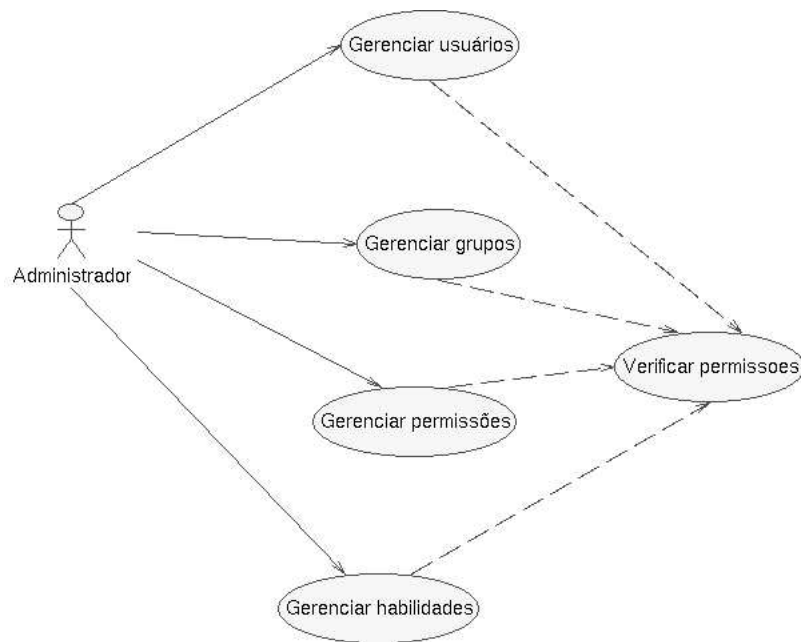 Gerenciar usuários
Gerenciar grupos
Administrador
Verificar permissoes
Gerenciar permissões
Gerenciar habilidades